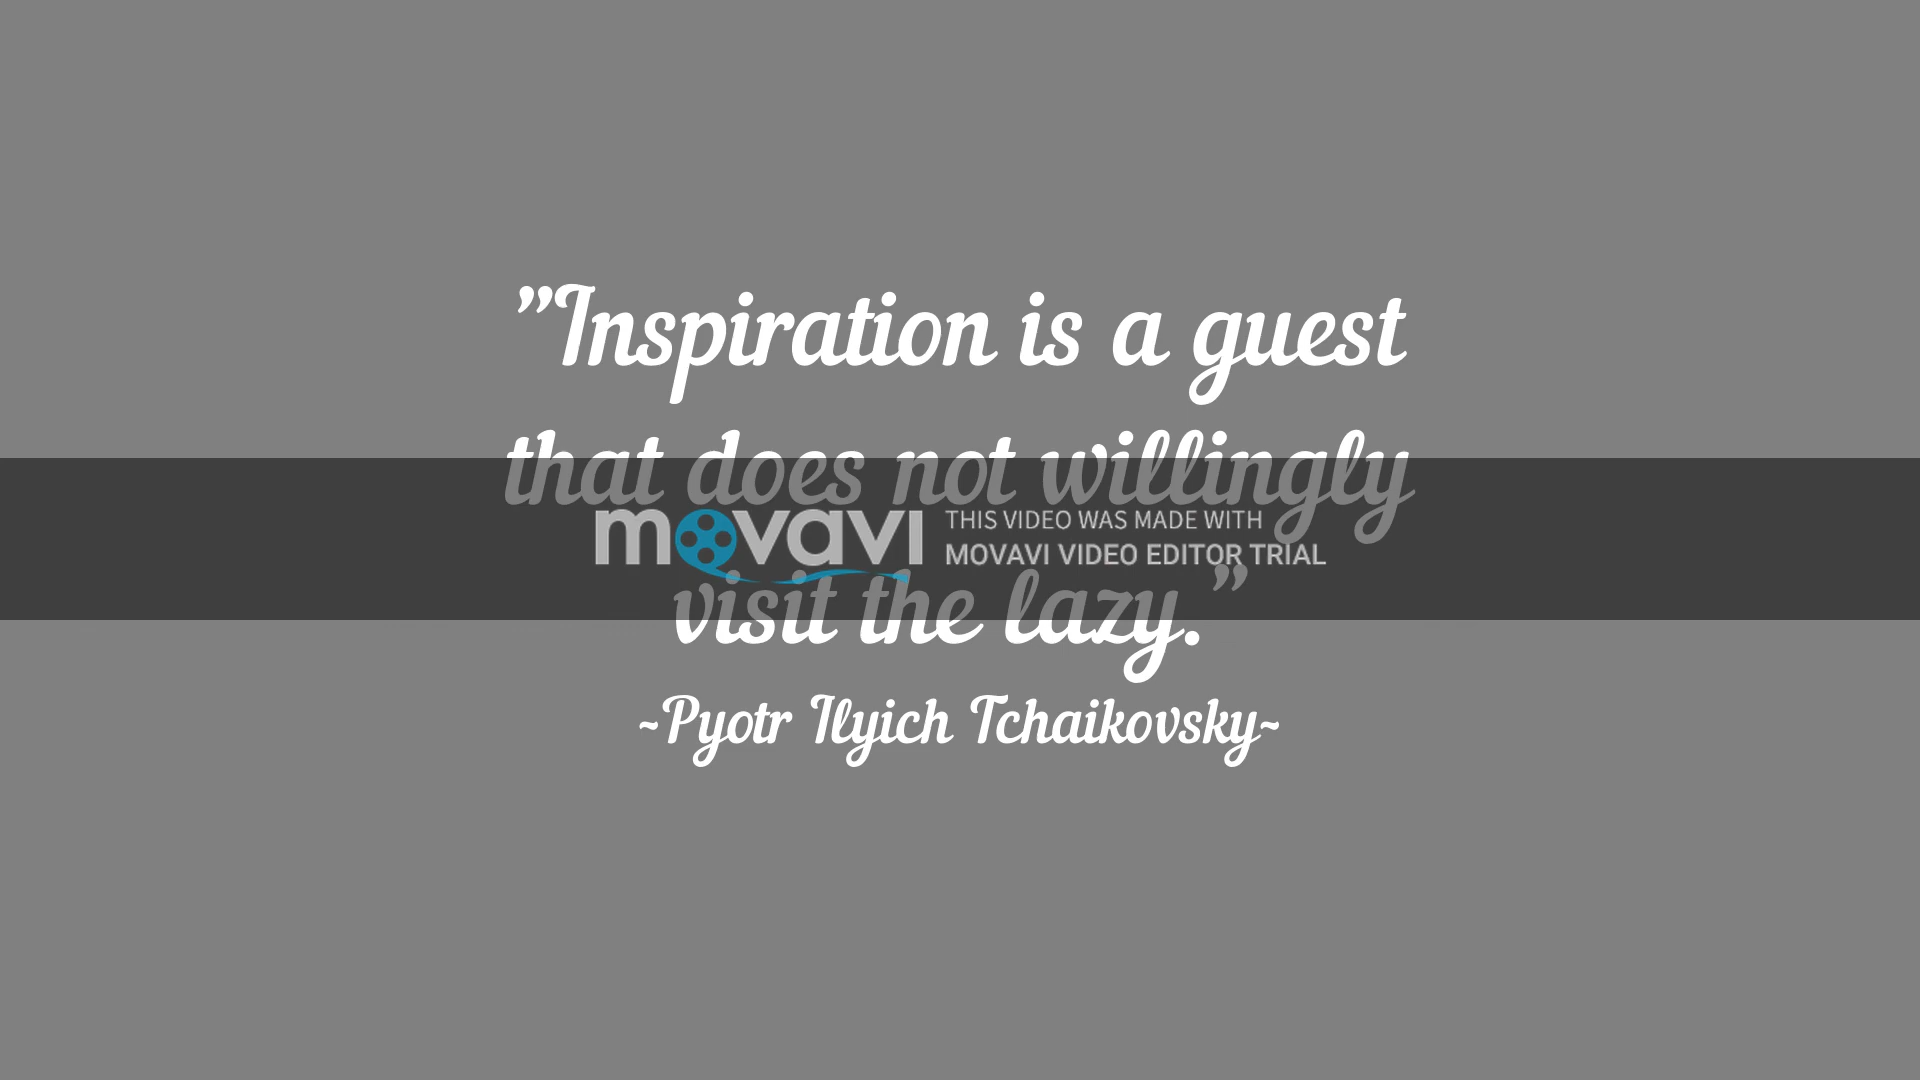 ”Inspiration is a guest
that does not willingly
movavi THIS VIDEO WAS MADE WITH
MOVAVI VIDEO EDITOR TRIAL
visit the lazy.”
~Pyotr Ilyich Tchaikovsky~